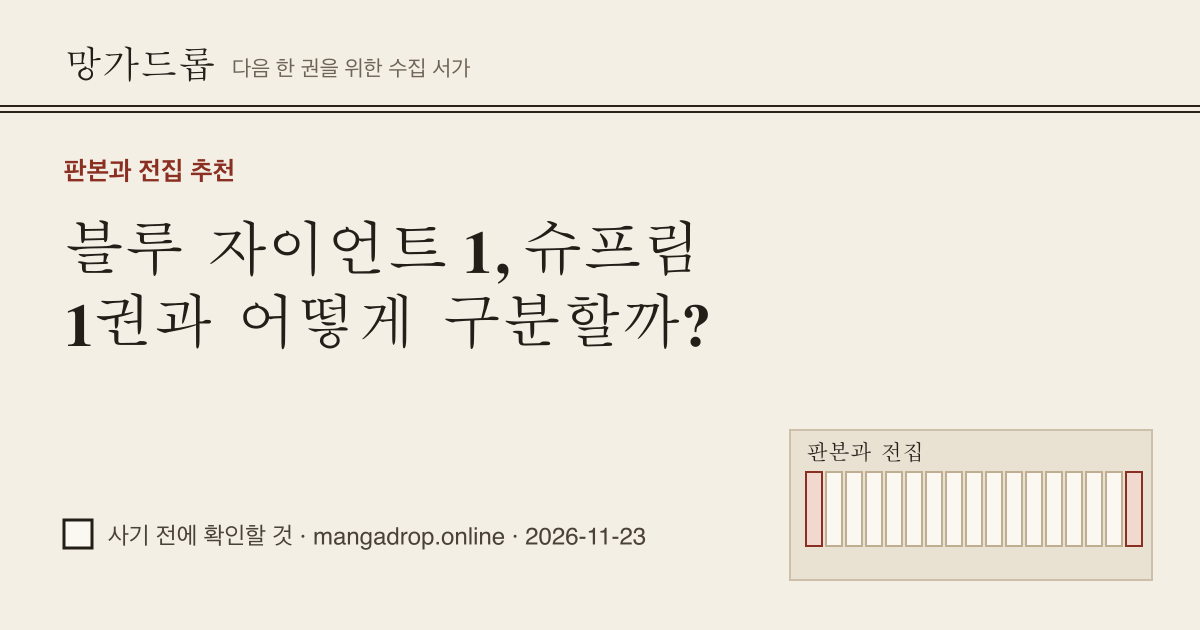 망가드롭 다음 한 권을 위한 수집 서가
판본과 전집 추천
블루 자이언트 1, 슈프림
1권과 어떻게 구분할까?
판본과 전집
사기 전에 확인할 것 · mangadrop.online · 2026-11-23